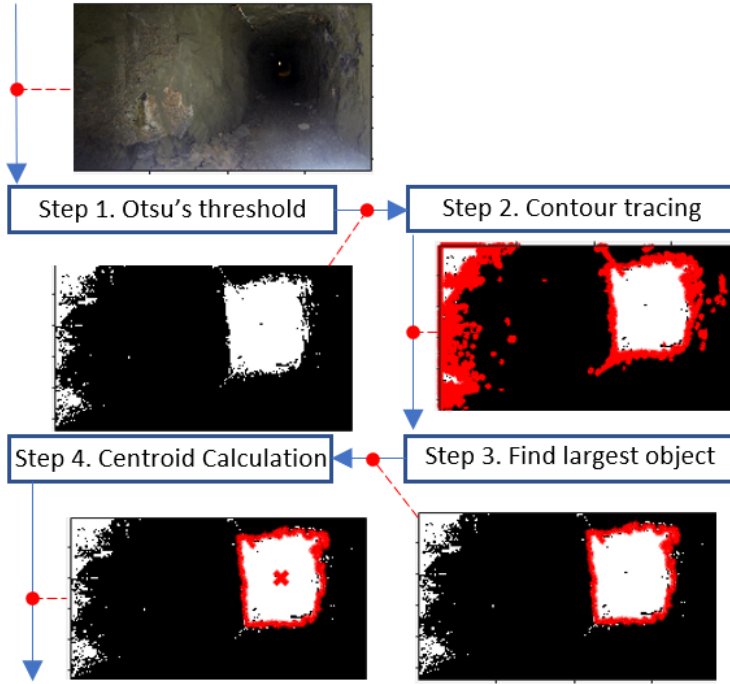 Step 1. Otsu's threshold
Step 2. Contour tracing
Step 4. Centroid Calculation
Step 3. Find largest object